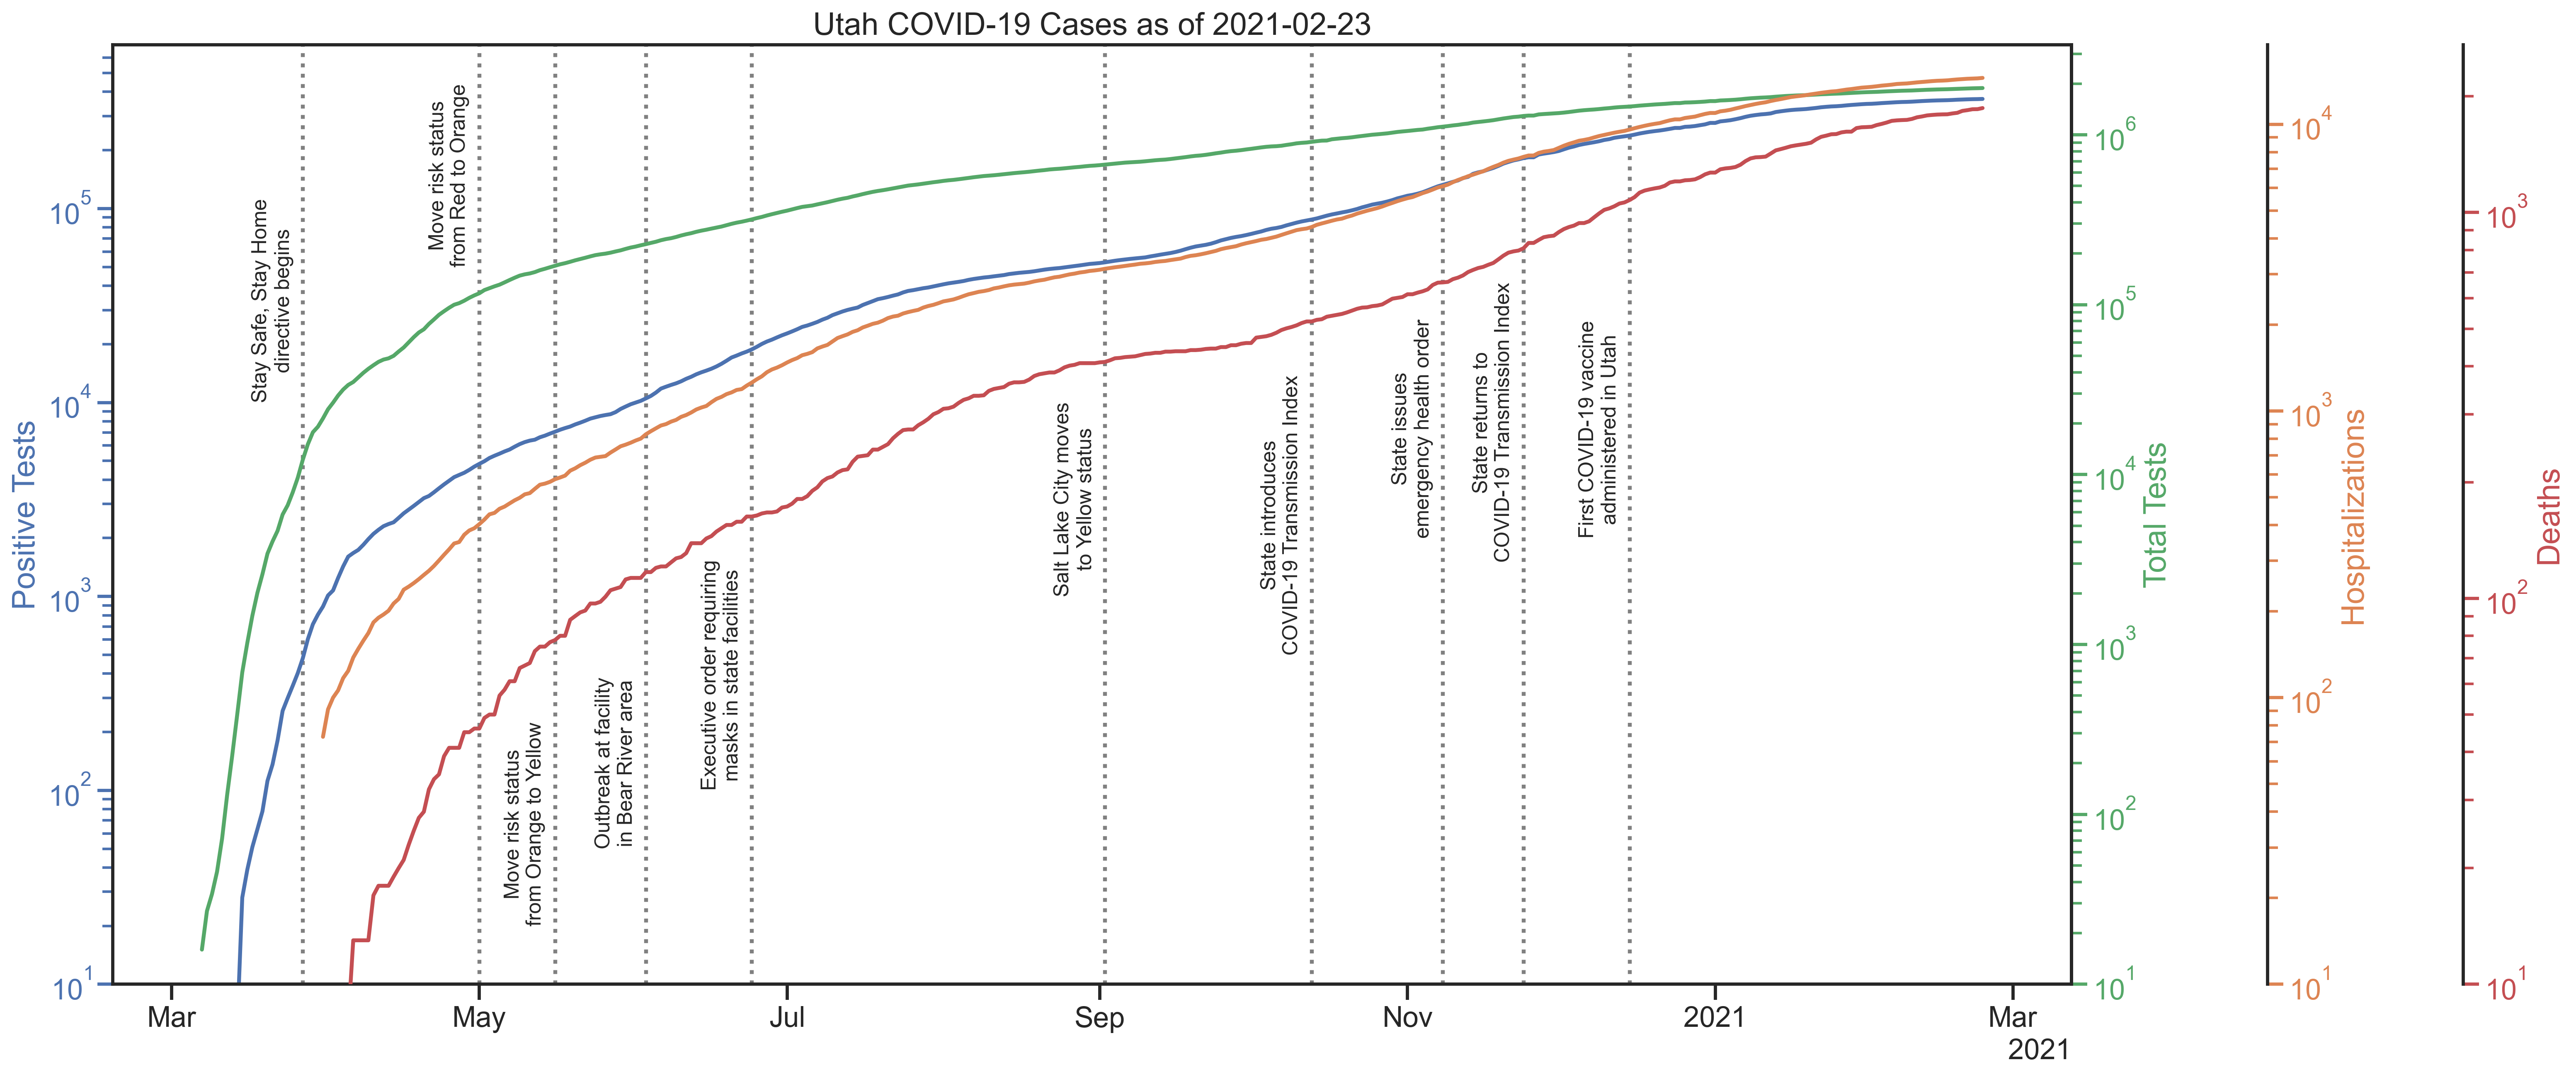 Utah COVID-19 Cases as of 2021-02-23
Positive Tests
10^5
10^4
10^3
10^2
10^1
Stay Safe, Stay Home
directive begins
Move risk status
from Red to Orange
Move risk status
from Orange to Yellow
Outbreak at facility
in Bear River area
Executive order requiring
masks in state facilities
Salt Lake City moves
to Yellow status
State introduces
COVID-19 Transmission Index
State issues
emergency health order
State returns to
COVID-19 Transmission Index
First COVID-19 vaccine
administered in Utah
Mar
May
Jul
Sep
Nov
2021
Mar
2021
10^6
10^5
10^4
10^3
10^2
10^1
Total Tests
10^4
10^3
10^2
10^1
Hospitalizations
10^3
10^2
10^1
Deaths